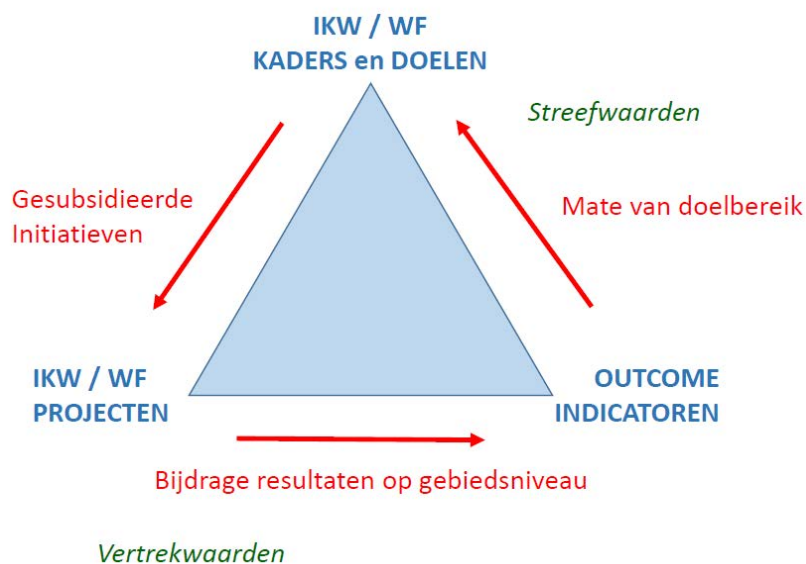 IKW / WF
KADERS en DOELEN
Streefwaarden
Gesubsidieerde
Initiatieven
Mate van doelbereik
IKW / WF
PROJECTEN
OUTCOME
INDICATOREN
Bijdrage resultaten op gebiedsniveau
Vertrekwaarden